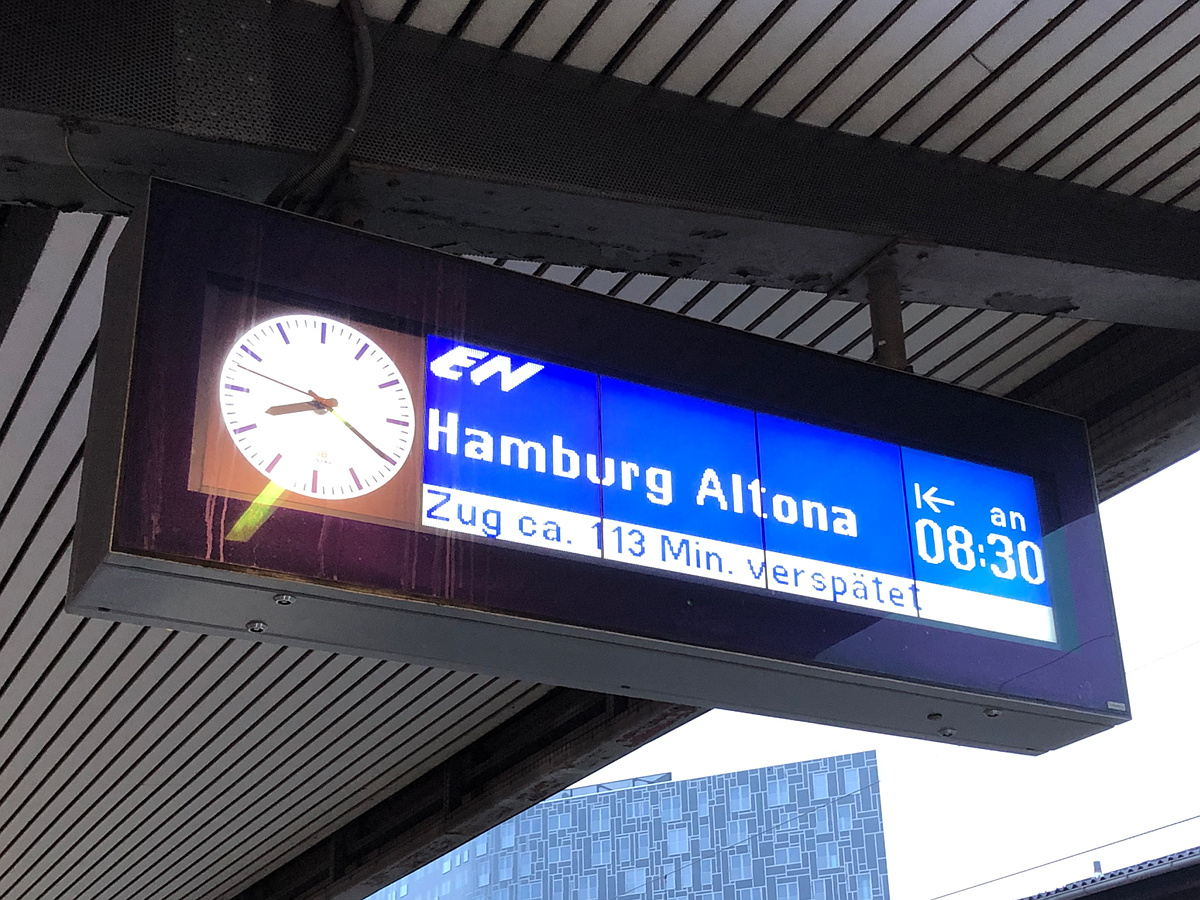 EN
Hamburg Altona
an
08:30
Zug ca. 113 Min. verspätet